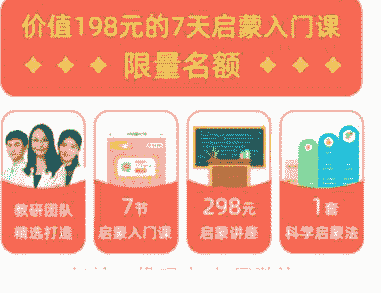 价值198元的7天启蒙入门课
限量名额
教研团队
精选打造
7节
启蒙入门课
298元
启蒙讲座
1套
科学启蒙法